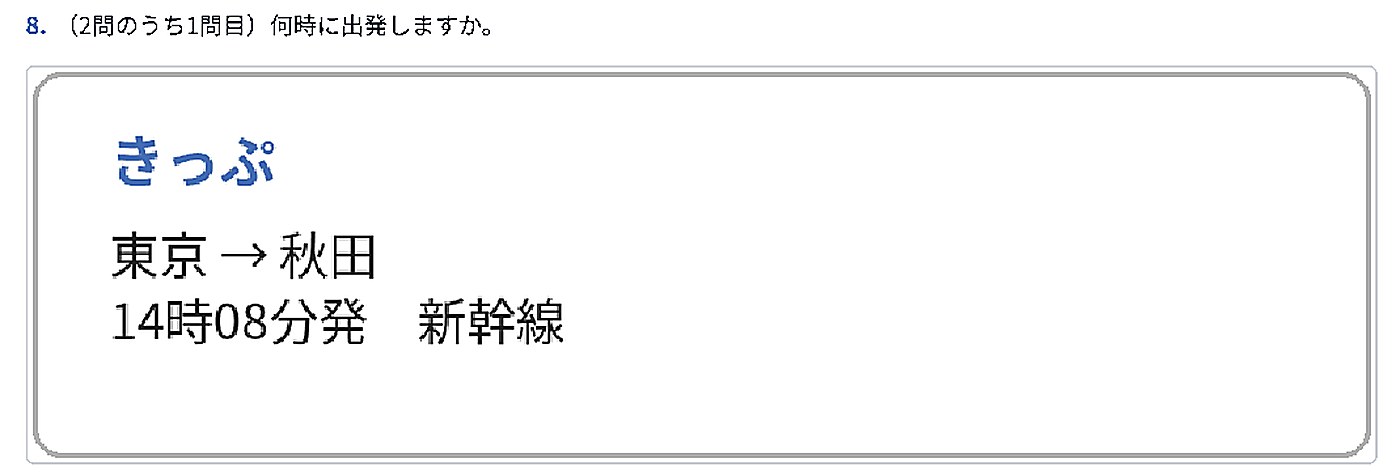 8. （2問のうち1問目）何時に出発しますか。
きっぷ
東京 → 秋田
14時08分発　新幹線